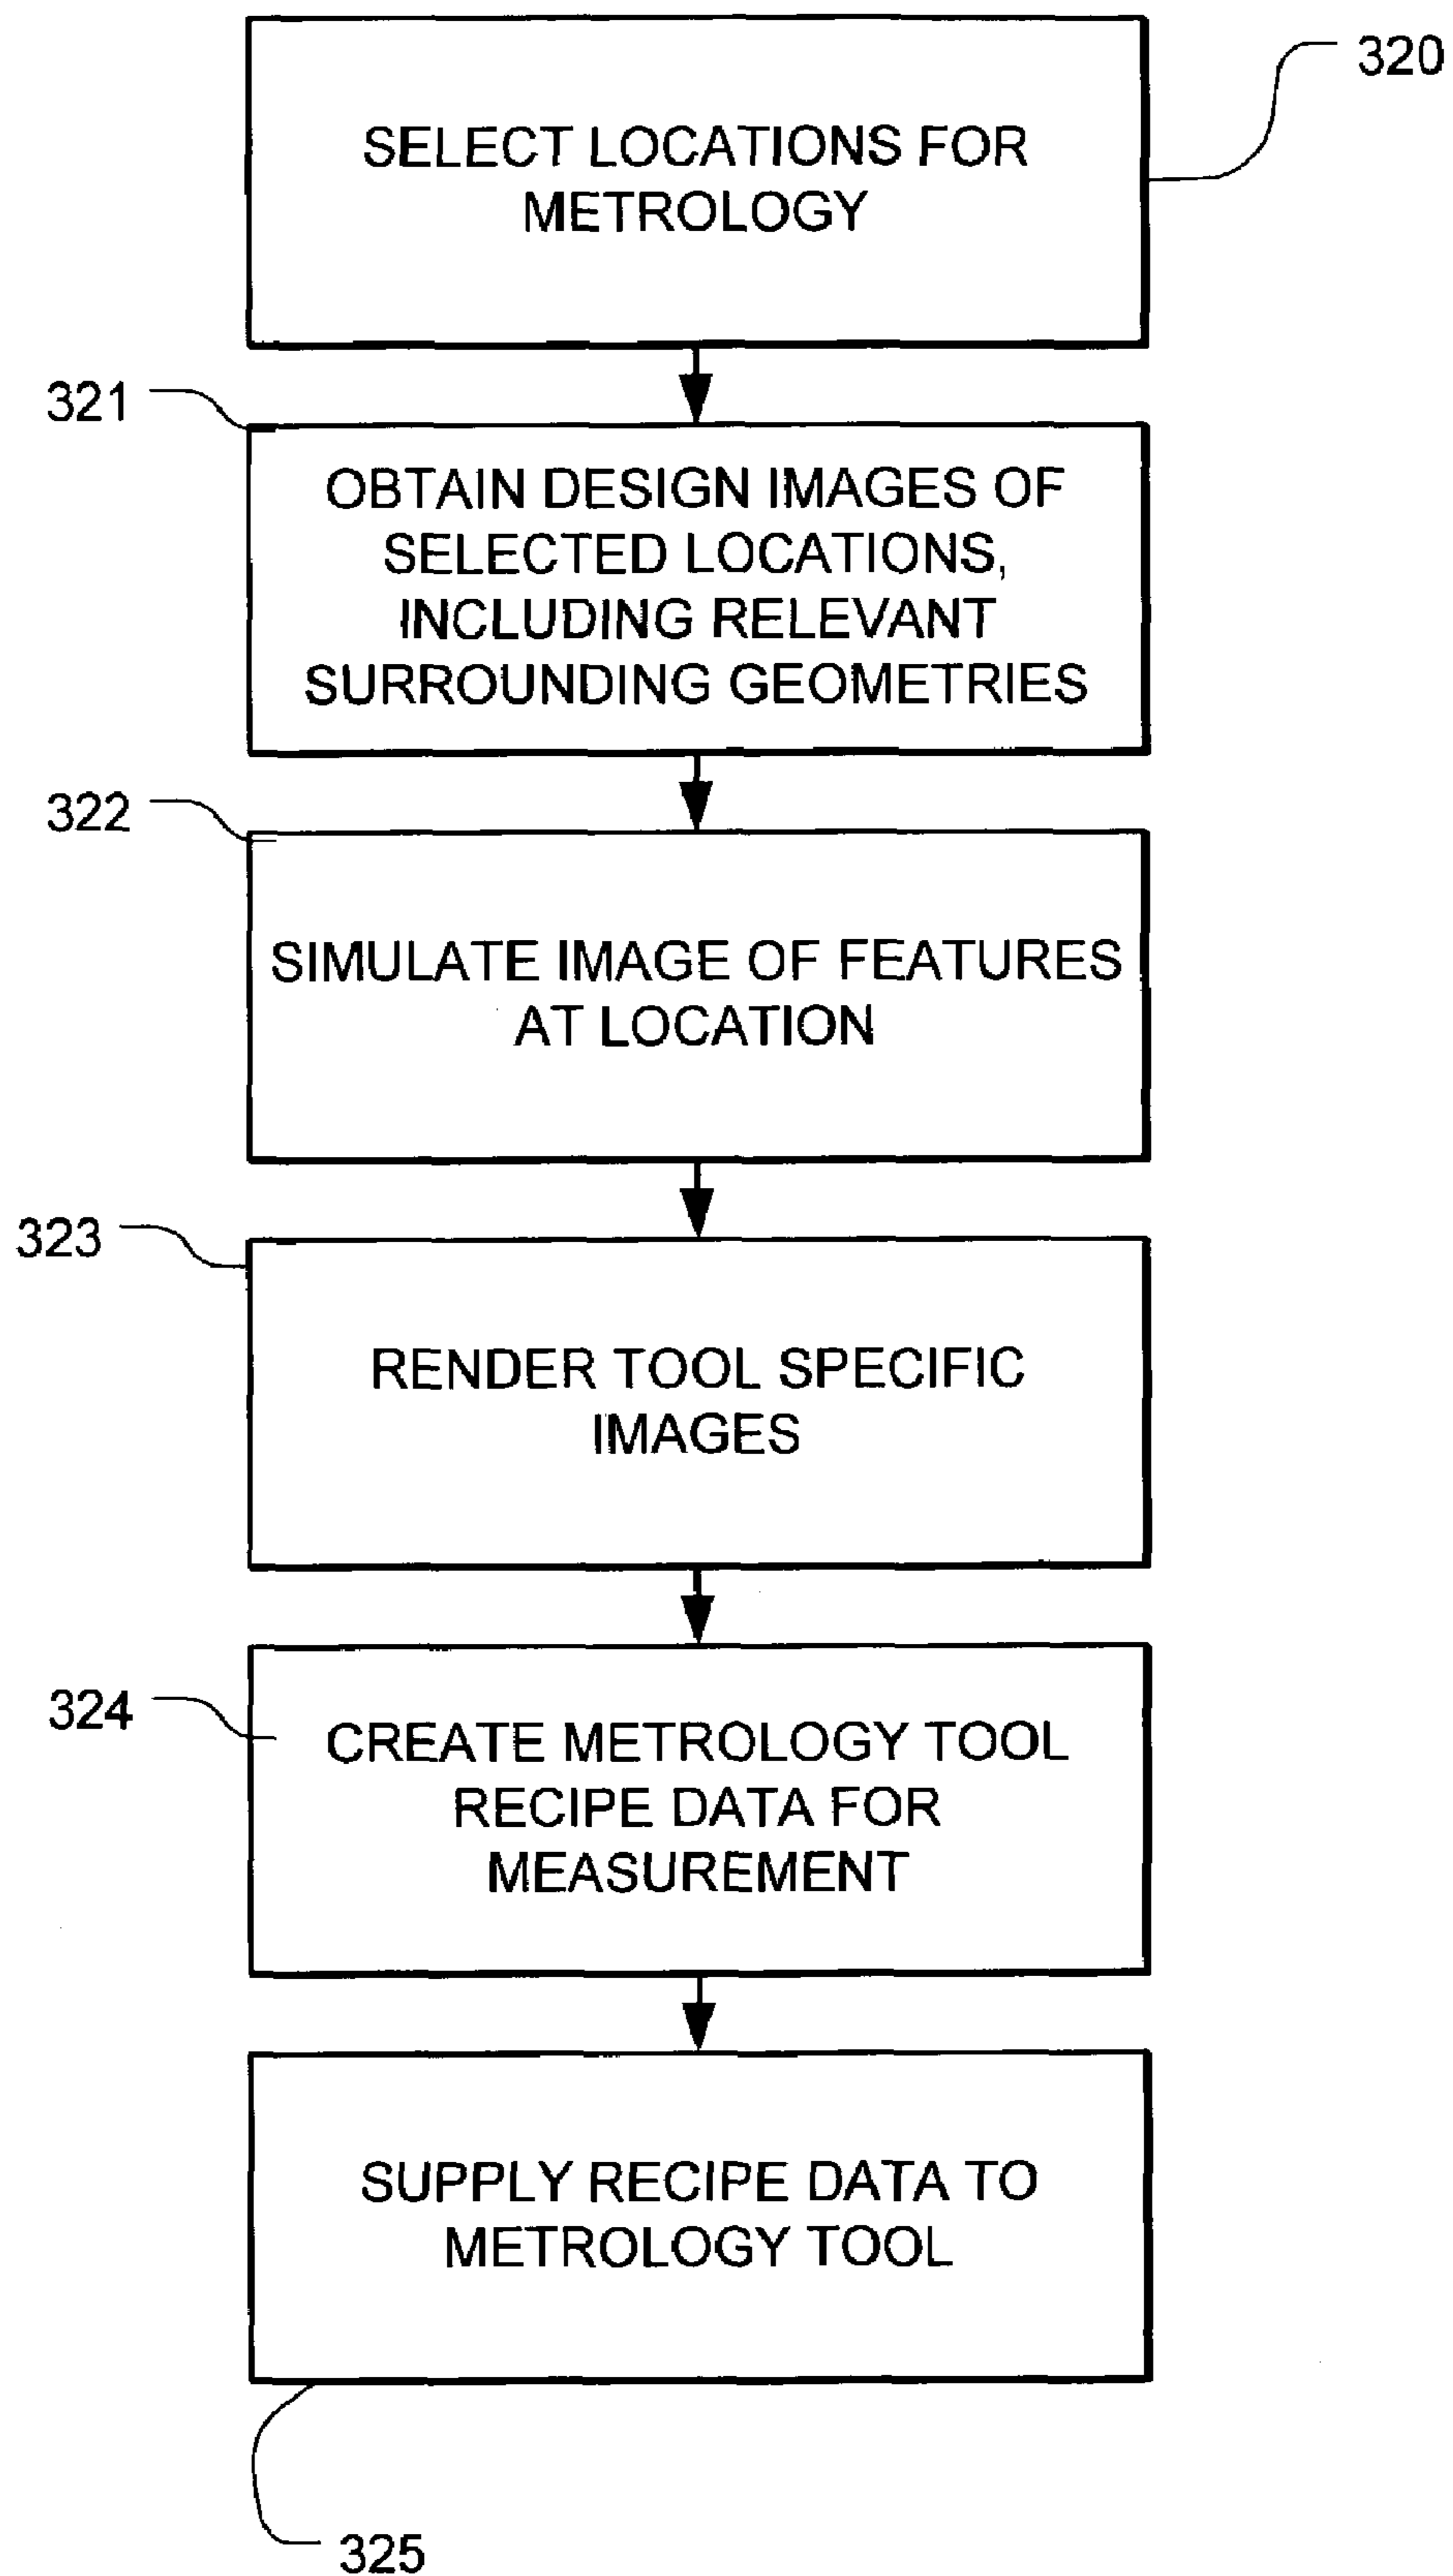 320
SELECT LOCATIONS FOR
METROLOGY
321
OBTAIN DESIGN IMAGES OF
SELECTED LOCATIONS,
INCLUDING RELEVANT
SURROUNDING GEOMETRIES
322
SIMULATE IMAGE OF FEATURES
AT LOCATION
323
RENDER TOOL SPECIFIC
IMAGES
324
CREATE METROLOGY TOOL
RECIPE DATA FOR
MEASUREMENT
SUPPLY RECIPE DATA TO
METROLOGY TOOL
325